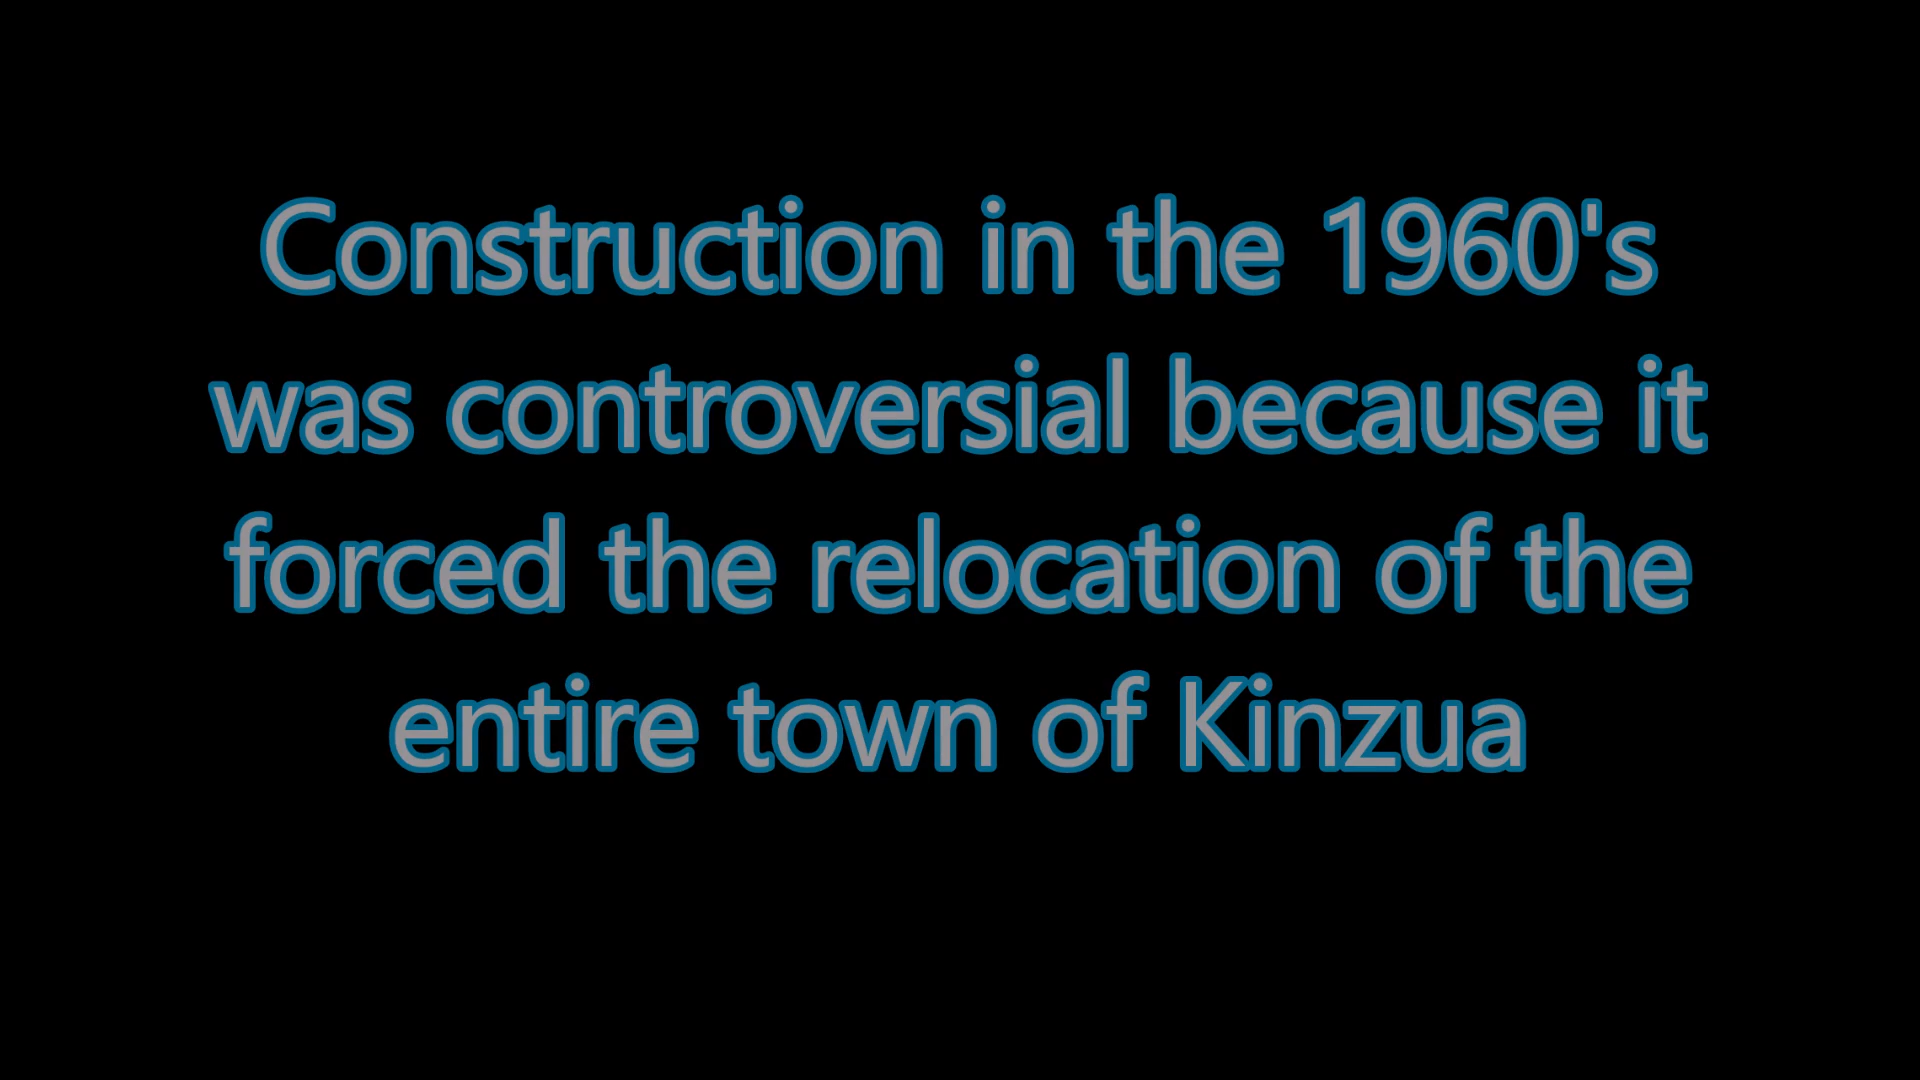 Construction in the 1960's
was controversial because it
forced the relocation of the
entire town of Kinzua